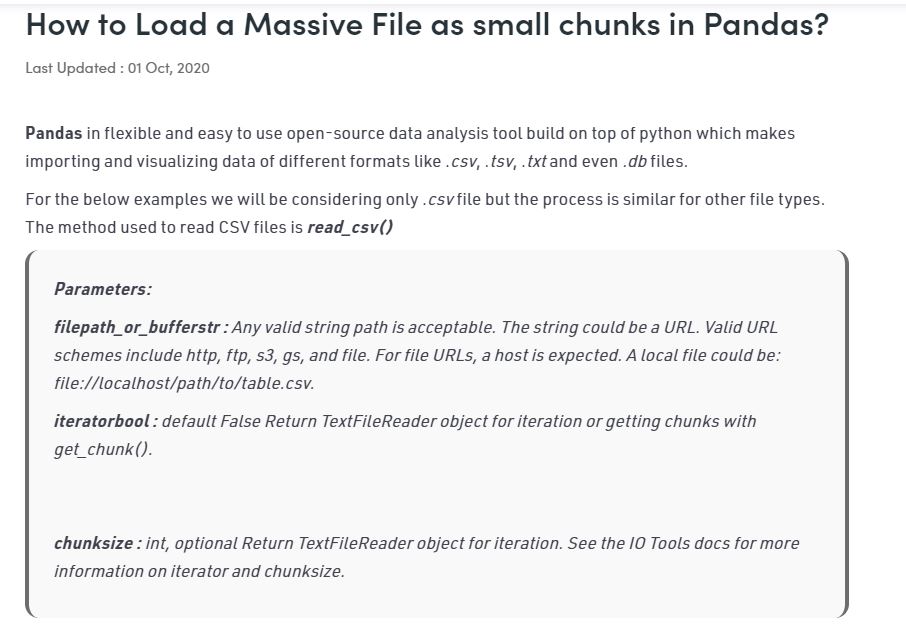 How to Load a Massive File as small chunks in Pandas?
Last Updated : 01 Oct, 2020
Pandas in flexible and easy to use open-source data analysis tool build on top of python which makes
importing and visualizing data of different formats like .csv, .tsv, .txt and even .db files.
For the below examples we will be considering only .csv file but the process is similar for other file types.
The method used to read CSV files is read_csv()
Parameters:
filepath_or_bufferstr : Any valid string path is acceptable. The string could be a URL. Valid URL
schemes include http, ftp, s3, gs, and file. For file URLs, a host is expected. A local file could be:
file://localhost/path/to/table.csv.
iteratorbool : default False Return TextFileReader object for iteration or getting chunks with
get_chunk().
chunksize : int, optional Return TextFileReader object for iteration. See the IO Tools docs for more
information on iterator and chunksize.